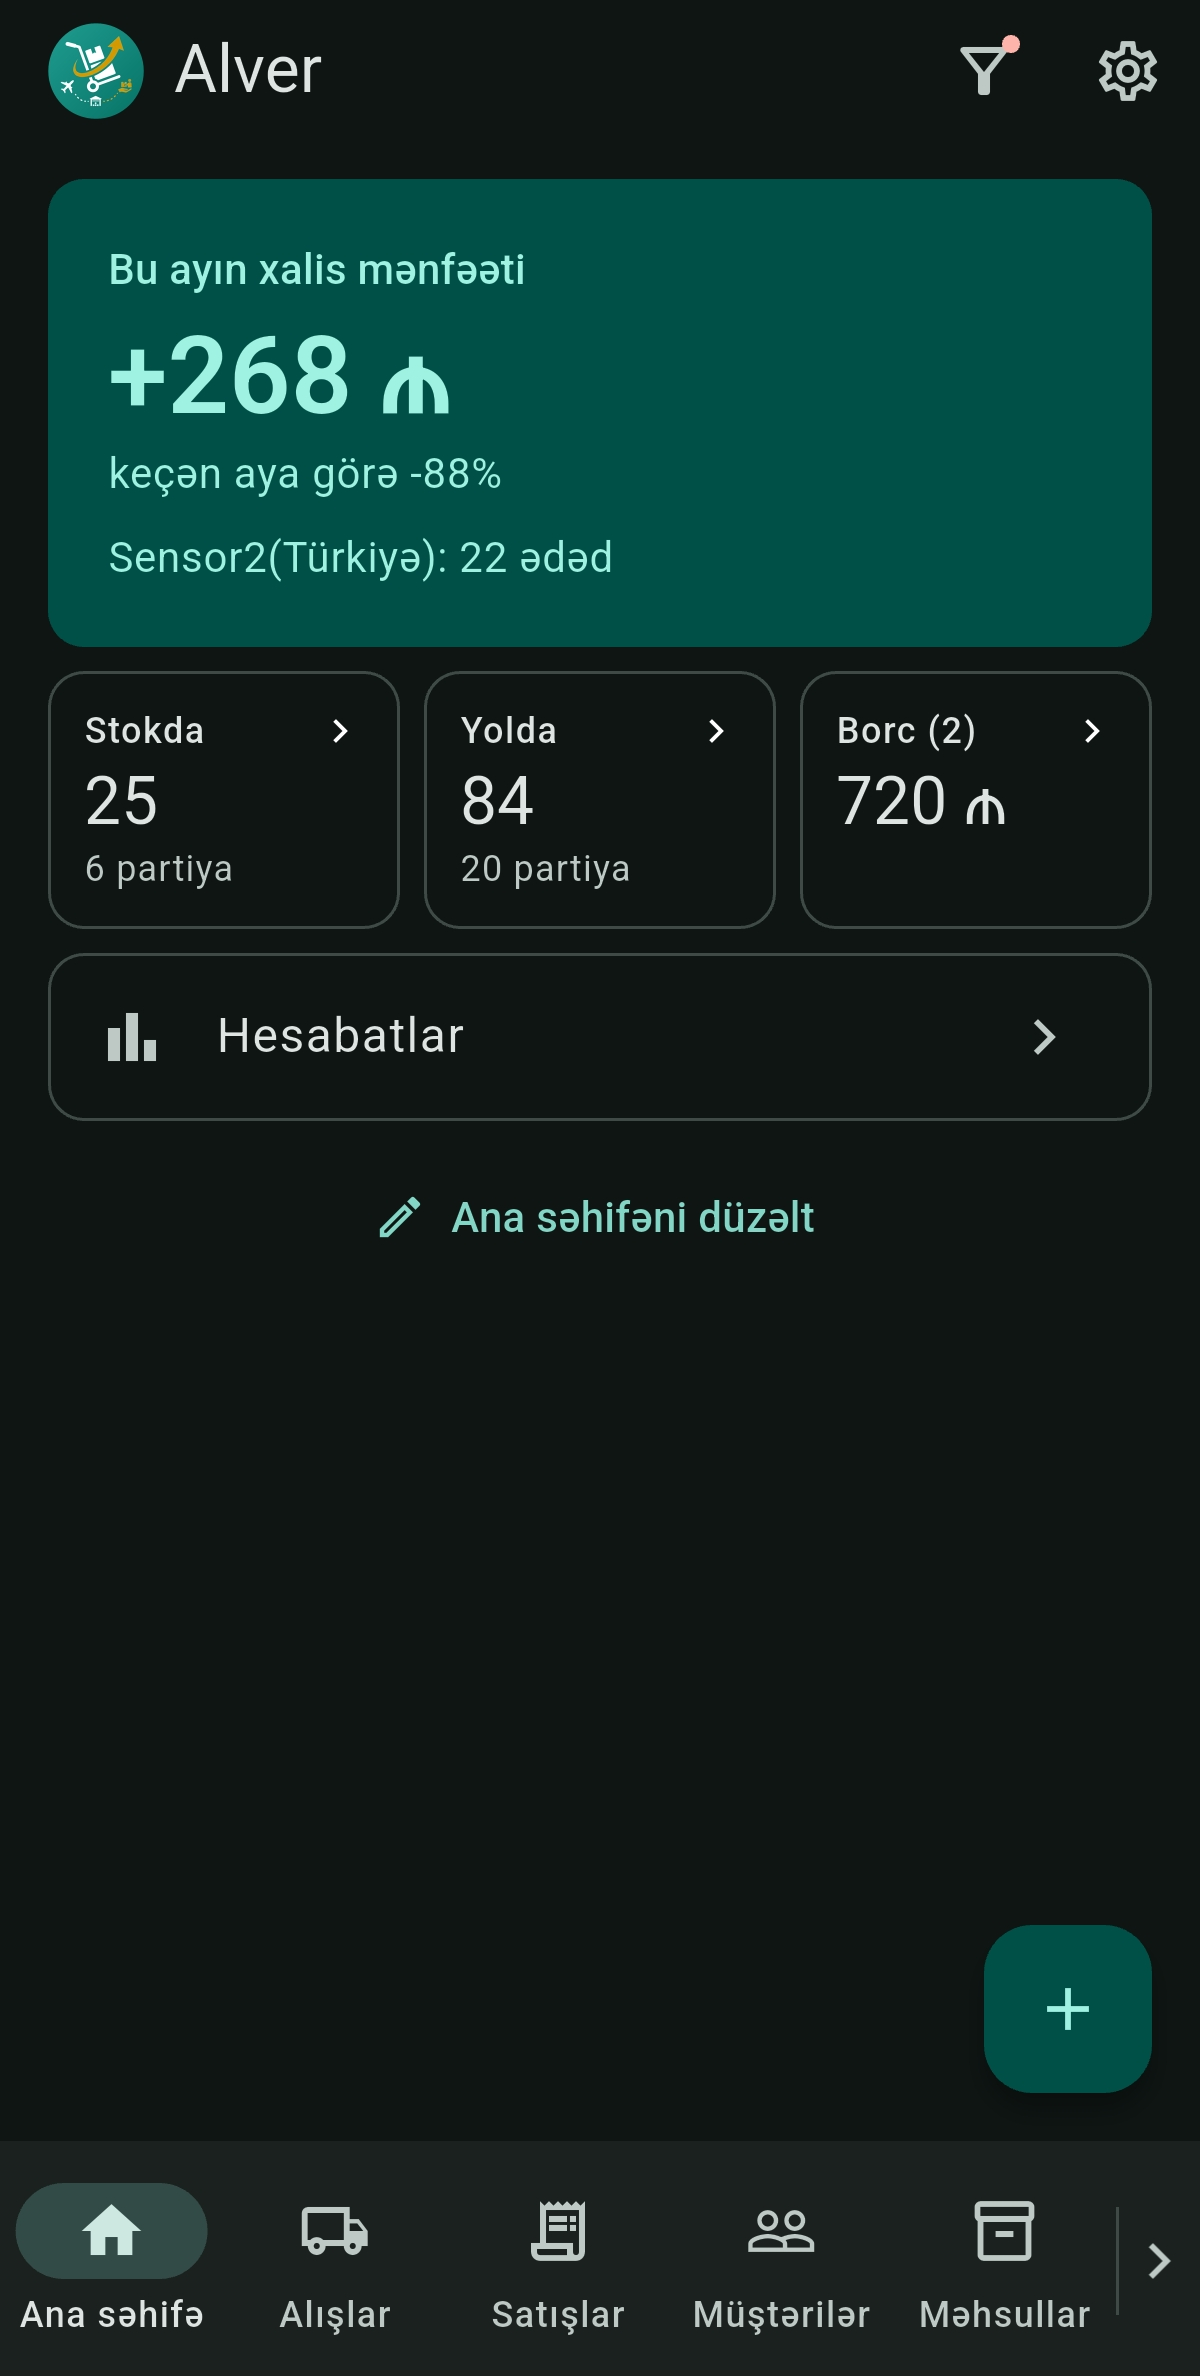 Alver
Bu ayın xalis mənfəəti
+268 ₼
keçən aya görə -88%
Sensor2(Türkiyə): 22 ədəd
Stokda
25
6 partiya
Yolda
84
20 partiya
Borc (2)
720 ₼
Hesabatlar
Ana səhifəni düzəlt
Ana səhifə
Alışlar
Satışlar
Müştərilər
Məhsullar